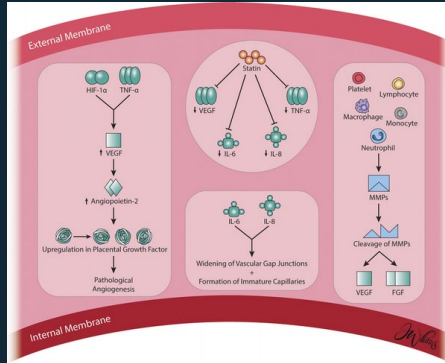 External Membrane
HIF-1α
TNF-α
↑ VEGF
↑ Angiopoietin-2
Upregulation in Placental Growth Factor
Pathological
Angiogenesis
Statin
↓ VEGF
↓ TNF-α
↓ IL-6
↓ IL-8
IL-6
IL-8
Widening of Vascular Gap Junctions
+
Formation of Immature Capillaries
Platelet
Lymphocyte
Macrophage
Monocyte
Neutrophil
MMPs
Cleavage of MMPs
VEGF
FGF
Internal Membrane